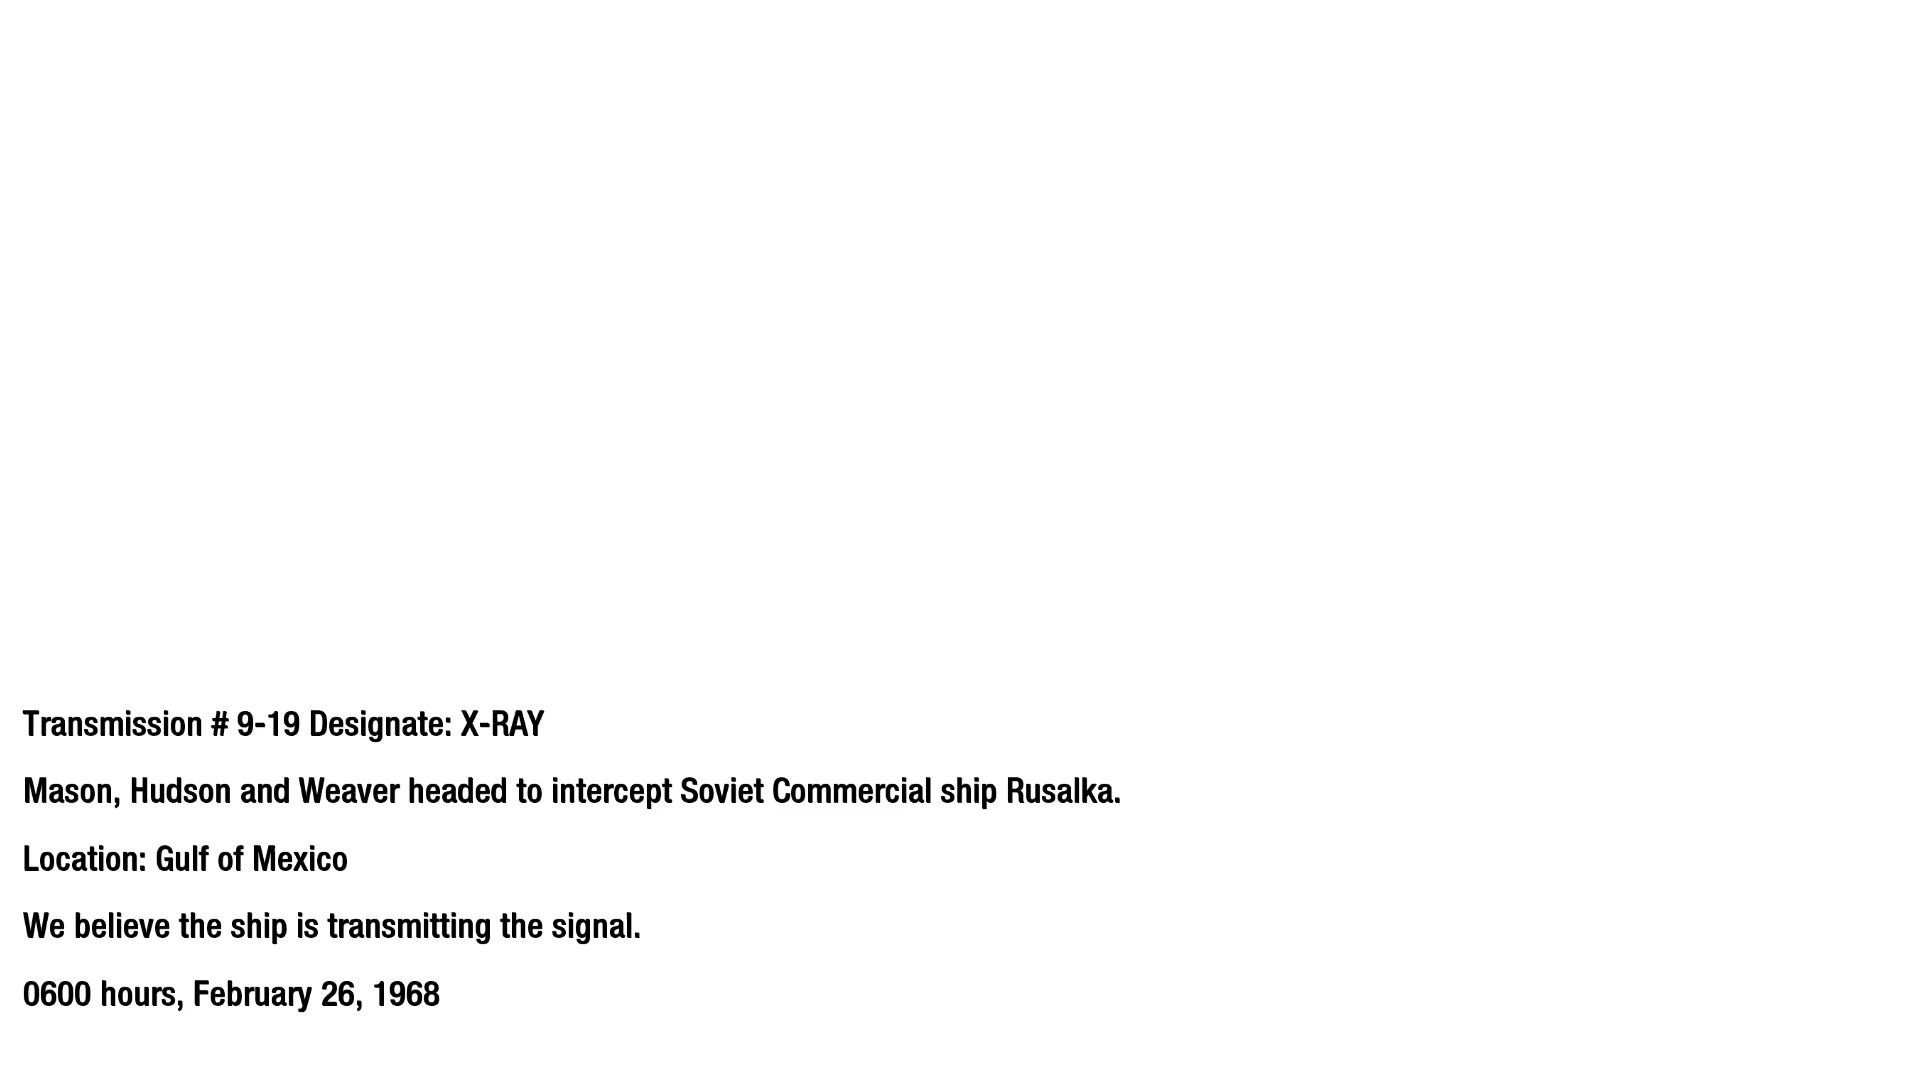 Transmission # 9-19 Designate: X-RAY
Mason, Hudson and Weaver headed to intercept Soviet Commercial ship Rusalka.
Location: Gulf of Mexico
We believe the ship is transmitting the signal.
0600 hours, February 26, 1968